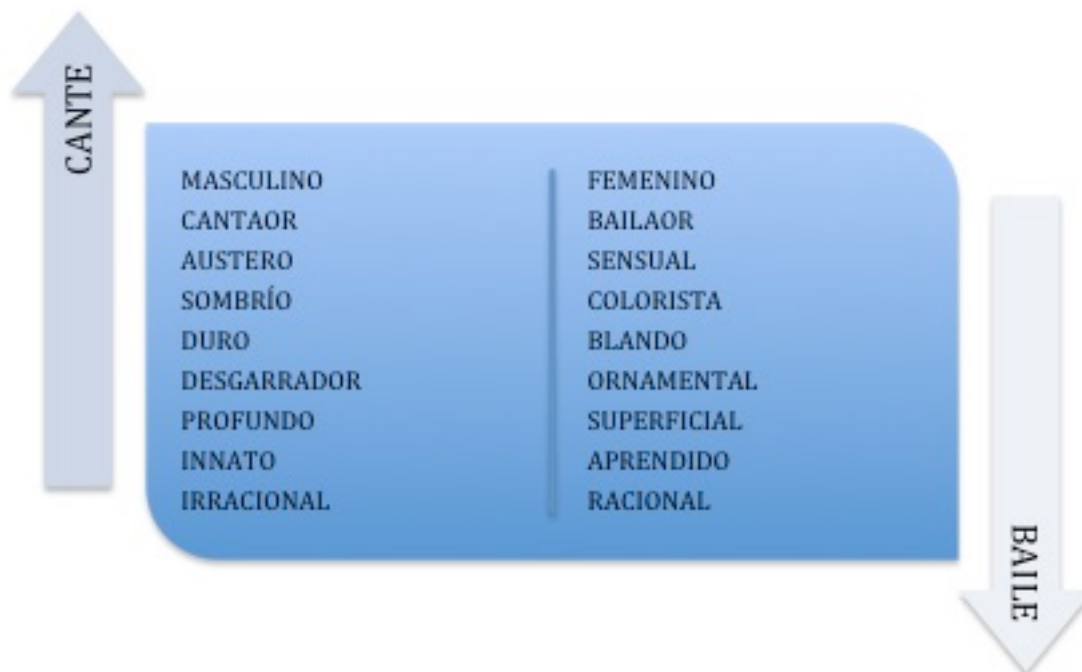 CANTE
MASCULINO
CANTAOR
AUSTERO
SOMBRÍO
DURO
DESGARRADOR
PROFUNDO
INNATO
IRRACIONAL
FEMENINO
BAILAOR
SENSUAL
COLORISTA
BLANDO
ORNAMENTAL
SUPERFICIAL
APRENDIDO
RACIONAL
BAILE